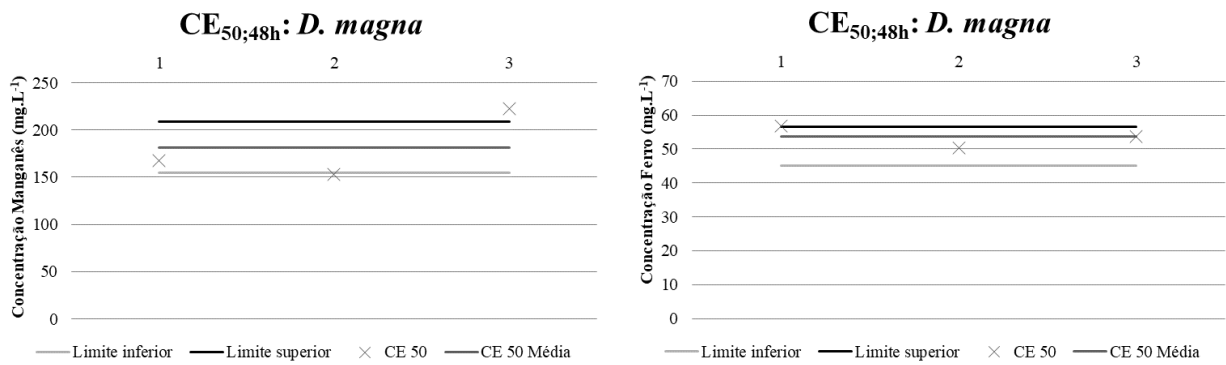 CE50;48h: D. magna
1 2 3
250
200
150
100
50
0
Concentração Manganês (mg.L-1)
Limite inferior Limite superior CE 50 CE 50 Média
CE50;48h: D. magna
1 2 3
70
60
50
40
30
20
10
0
Concentração Ferro (mg.L-1)
Limite inferior Limite superior CE 50 CE 50 Média